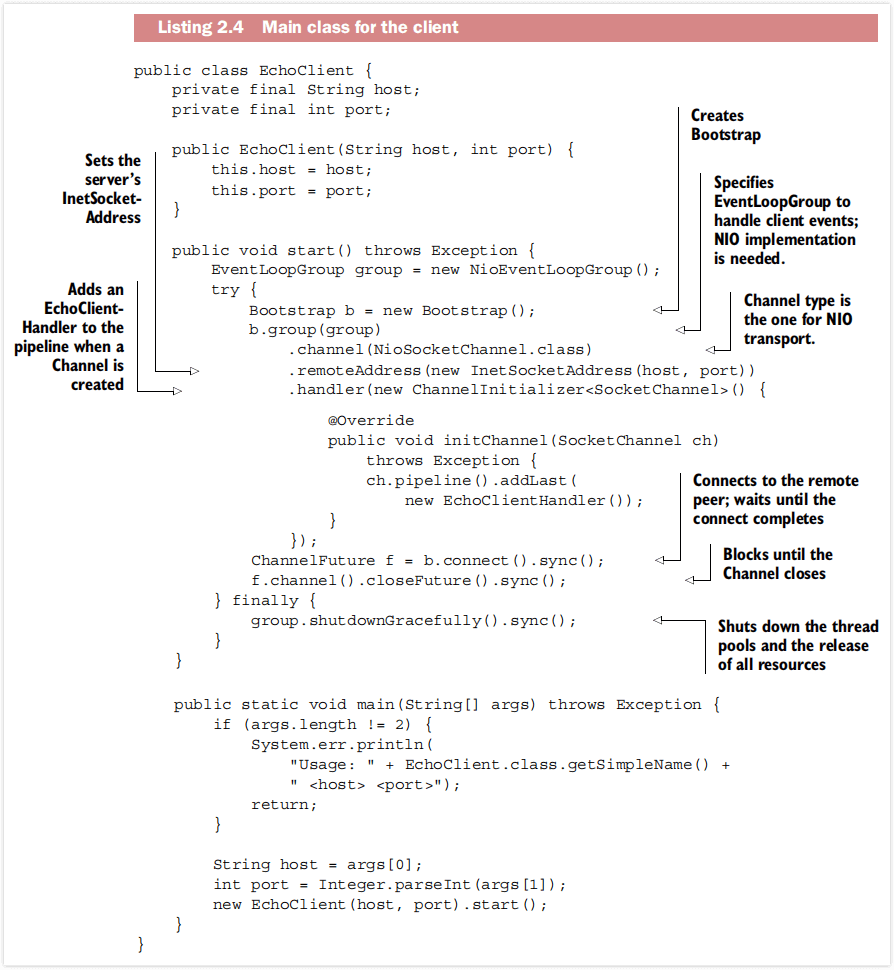 Listing 2.4 Main class for the client
public class EchoClient {
private final String host;
private final int port;
public EchoClient(String host, int port) {
this.host = host;
this.port = port;
}
public void start() throws Exception {
EventLoopGroup group = new NioEventLoopGroup();
try {
Bootstrap b = new Bootstrap();
b.group(group)
.channel(NioSocketChannel.class)
.remoteAddress(new InetSocketAddress(host, port))
.handler(new ChannelInitializer<SocketChannel>() {
@Override
public void initChannel(SocketChannel ch)
throws Exception {
ch.pipeline().addLast(
new EchoClientHandler());
}
});
ChannelFuture f = b.connect().sync();
f.channel().closeFuture().sync();
} finally {
group.shutdownGracefully().sync();
}
}
public static void main(String[] args) throws Exception {
if (args.length != 2) {
System.err.println(
"Usage: " + EchoClient.class.getSimpleName() +
" <host> <port>");
return;
}
String host = args[0];
int port = Integer.parseInt(args[1]);
new EchoClient(host, port).start();
}
}
Sets the
server's
InetSocket-
Address
Adds an
EchoClient-
Handler to the
pipeline when a
Channel is
created
Creates
Bootstrap
Specifies
EventLoopGroup to
handle client events;
NIO implementation
is needed.
Channel type is
the one for NIO
transport.
Connects to the remote
peer; waits until the
connect completes
Blocks until the
Channel closes
Shuts down the thread
pools and the release
of all resources